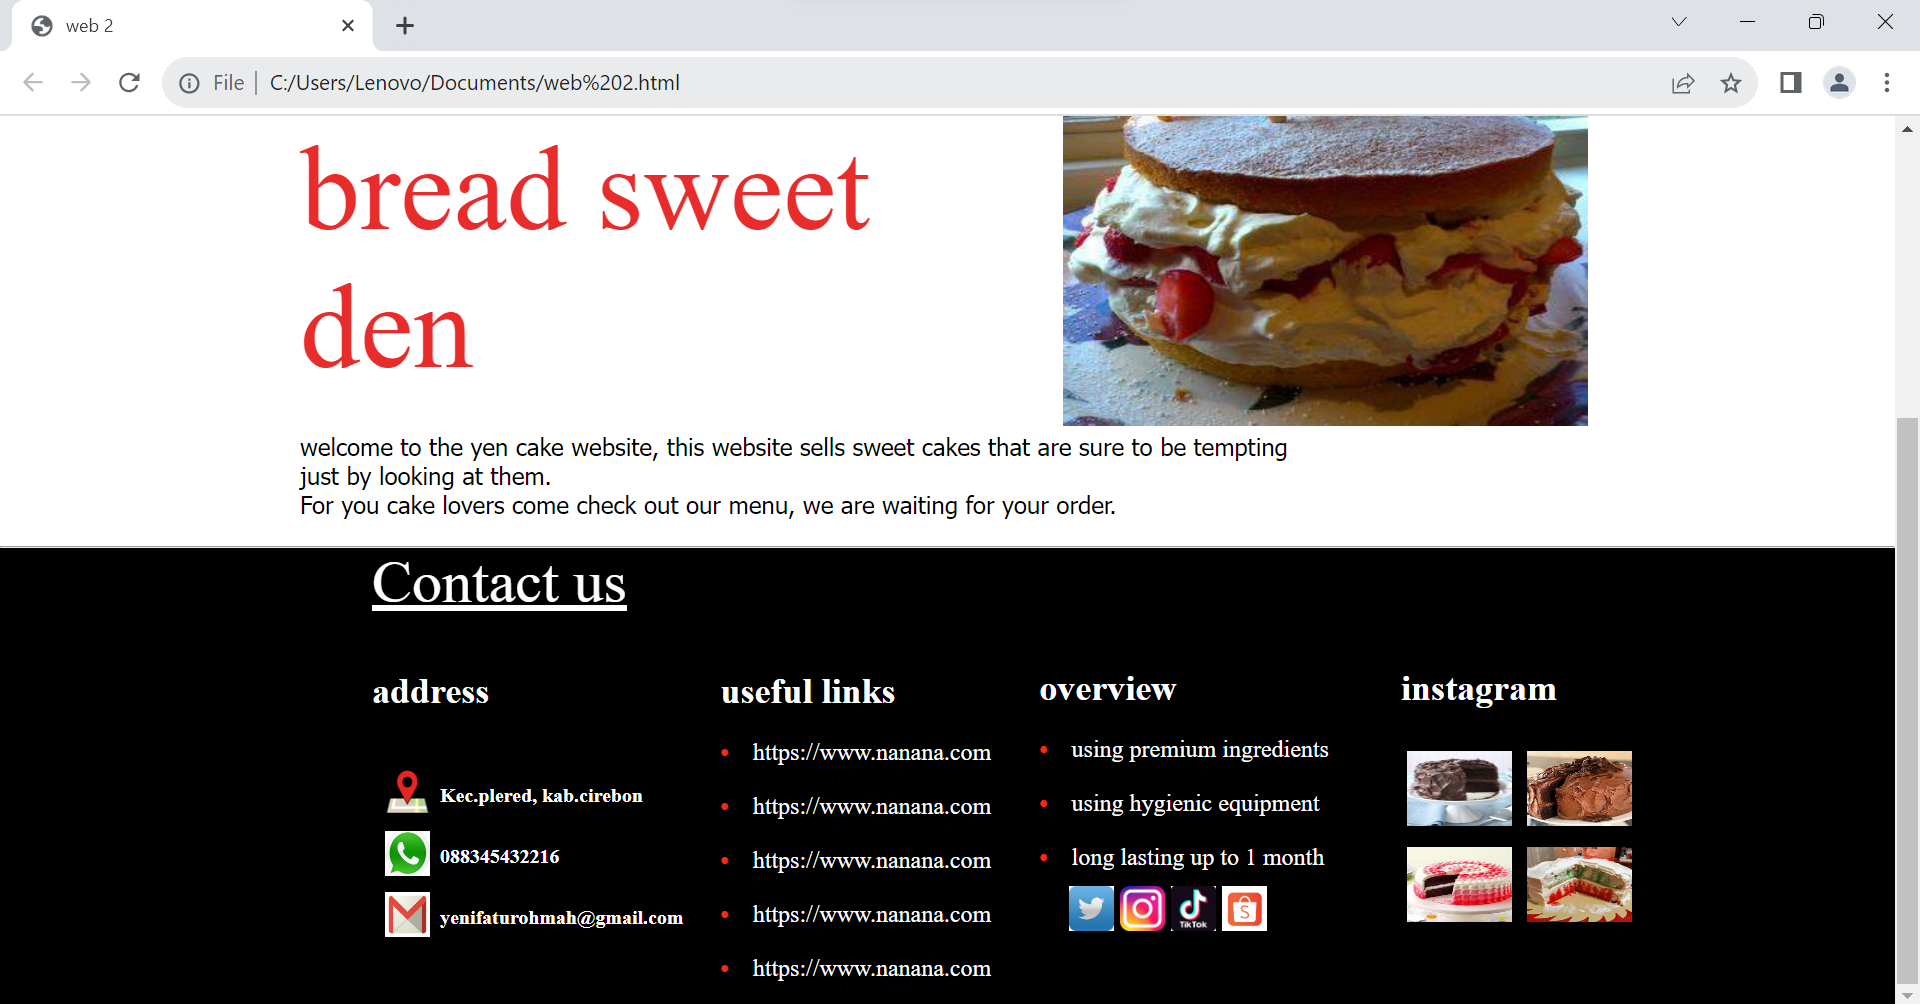 web 2
File
C:/Users/Lenovo/Documents/web%202.html
bread sweet
den
welcome to the yen cake website, this website sells sweet cakes that are sure to be tempting
just by looking at them.
For you cake lovers come check out our menu, we are waiting for your order.
Contact us
address
Kec.plered, kab.cirebon
088345432216
yenifaturohmah@gmail.com
useful links
https://www.nanana.com
https://www.nanana.com
https://www.nanana.com
https://www.nanana.com
https://www.nanana.com
overview
using premium ingredients
using hygienic equipment
long lasting up to 1 month
TikTok
S
instagram